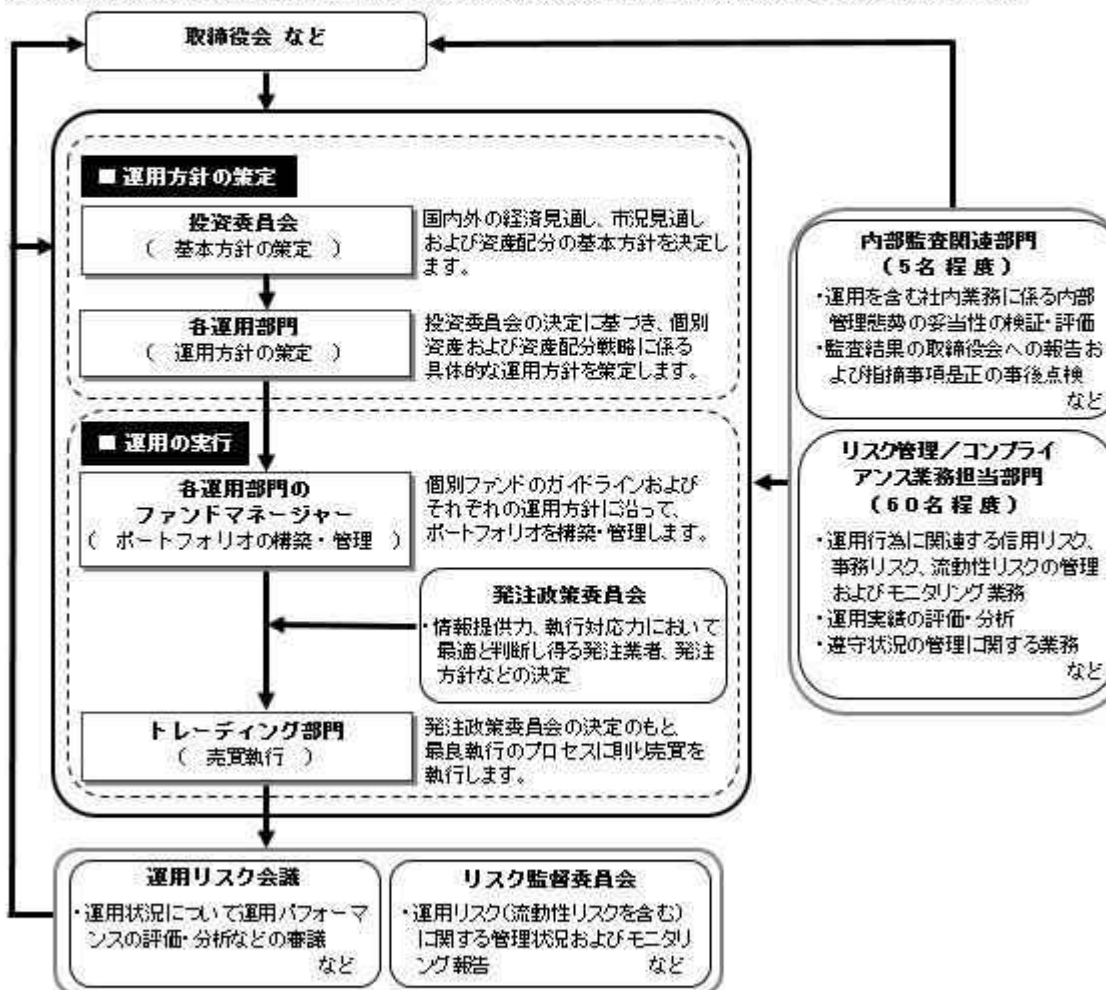 取締役会 など
■ 運用方針の策定
投資委員会
( 基本方針の策定 )
国内外の経済見通し、市況見通し
および資産配分の基本方針を決定し
ます。
各運用部門
( 運用方針の策定 )
投資委員会の決定に基づき、個別
資産および資産配分戦略に係る
具体的な運用方針を策定します。
■ 運用の実行
各運用部門の
ファンドマネージャー
( ポートフォリオの構築・管理 )
個別ファンドのガイドラインおよび
それぞれの運用方針に沿って、
ポートフォリオを構築・管理します。
発注政策委員会
・情報提供力、執行対応力において
最適と判断し得る発注業者、発注
方針などの決定
トレーディング部門
( 売買執行 )
発注政策委員会の決定のもと、
最良執行のプロセスに則り売買を
執行します。
運用リスク会議
・運用状況について運用パフォーマ
ンスの評価・分析などの審議
など
リスク監督委員会
・運用リスク(流動性リスクを含む)
に関する管理状況およびモニタリ
ング報告 など
内部監査関連部門
(5名程度)
・運用を含む社内業務に係る内部
管理態勢の妥当性の検証・評価
・監査結果の取締役会への報告お
よび指摘事項是正の事後点検
など
リスク管理/コンプライ
アンス業務担当部門
(60名程度)
・運用行為に関連する信用リスク、
事務リスク、流動性リスクの管理
およびモニタリング業務
・運用実績の評価・分析
・遵守状況の管理に関する業務
など